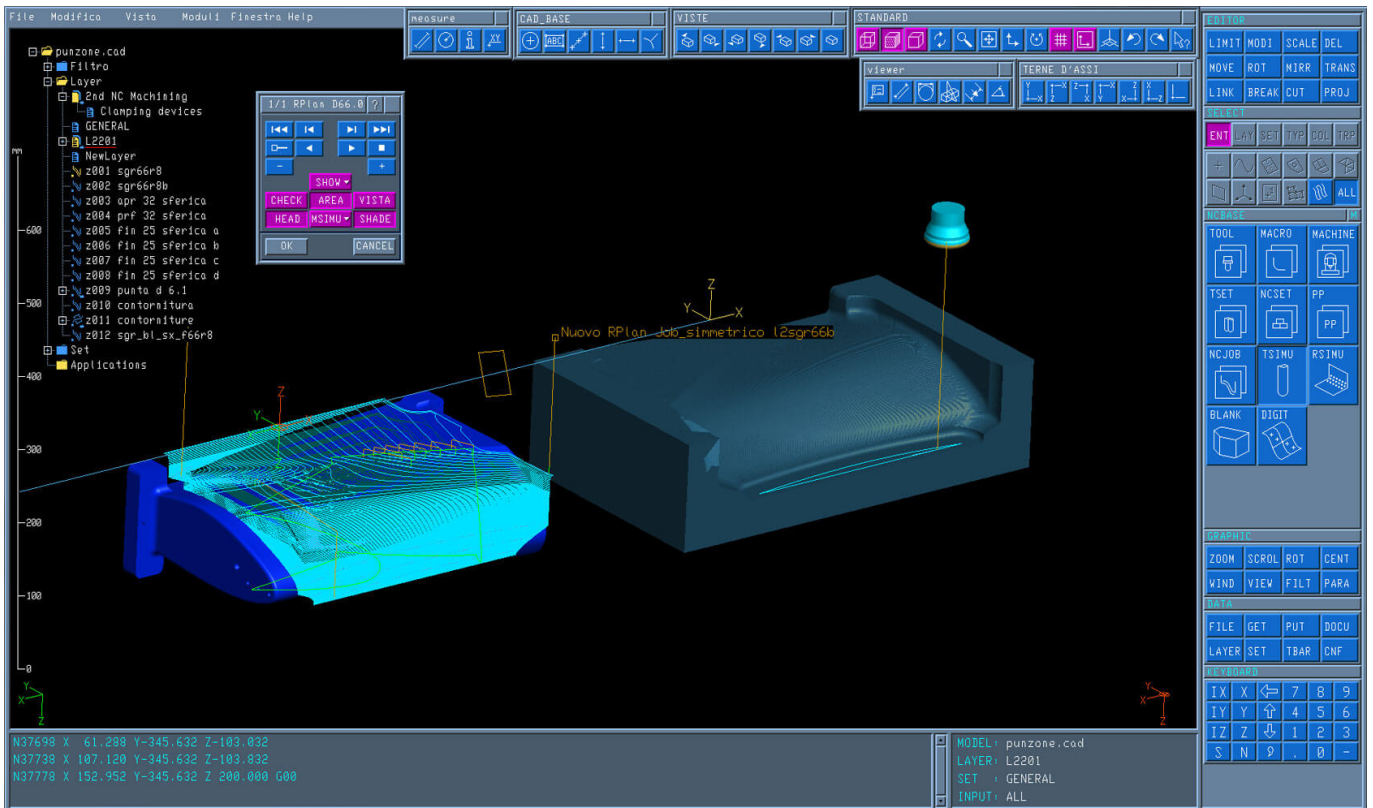 File Modifica Vista Moduli Finestra Help
measure
CAD_BASE
ABC
XY
VISTE
STANDARD
viewer
TERNE D'ASSI
punzone.cad
Filtro
Layer
2nd NC Machining
Clamping devices
GENERAL
L2201
NewLayer
z001 sgr66r8
z002 sgr66r8b
z003 apr 32 sferica
z004 prf 32 sferica
z005 fin 25 sferica a
z006 fin 25 sferica b
z007 fin 25 sferica c
z008 fin 25 sferica d
z009 punta d 6.1
z010 contornitura
z011 contorniture
z012 sgr_bl_sx_f66r8
Set
Applications
mm
600
500
400
300
200
100
0
1/1 RPlan D66.0 ?
SHOW
CHECK AREA VISTA
HEAD MSIMU SHADE
OK CANCEL
Z
Y X
Nuovo RPlan Job_simmetrico l2sgr66b
Z
Y
Y
X
Z
Y
X
Z
N37698 X 61.288 Y-345.632 Z-103.032
N37738 X 107.120 Y-345.632 Z-103.832
N37778 X 152.952 Y-345.632 Z 200.000 G00
MODEL: punzone.cad
LAYER: L2201
SET : GENERAL
INPUT: ALL
EDITOR
LIMIT MODI SCALE DEL
MOVE ROT MIRR TRANS
LINK BREAK CUT PROJ
SELECT
ENT LAY SET TYP COL TRP
ALL
NCBASE M
TOOL MACRO MACHINE
TSET NCSET PP
PP
NCJOB TSIMU RSIMU
BLANK DIGIT
GRAPHIC
ZOOM SCROL ROT CENT
WIND VIEW FILT PARA
DATA
FILE GET PUT DOCU
LAYER SET TBAR CNF
KEYBOARD
IX X 7 8 9
IY Y 4 5 6
IZ Z 1 2 3
S N , . 0 -